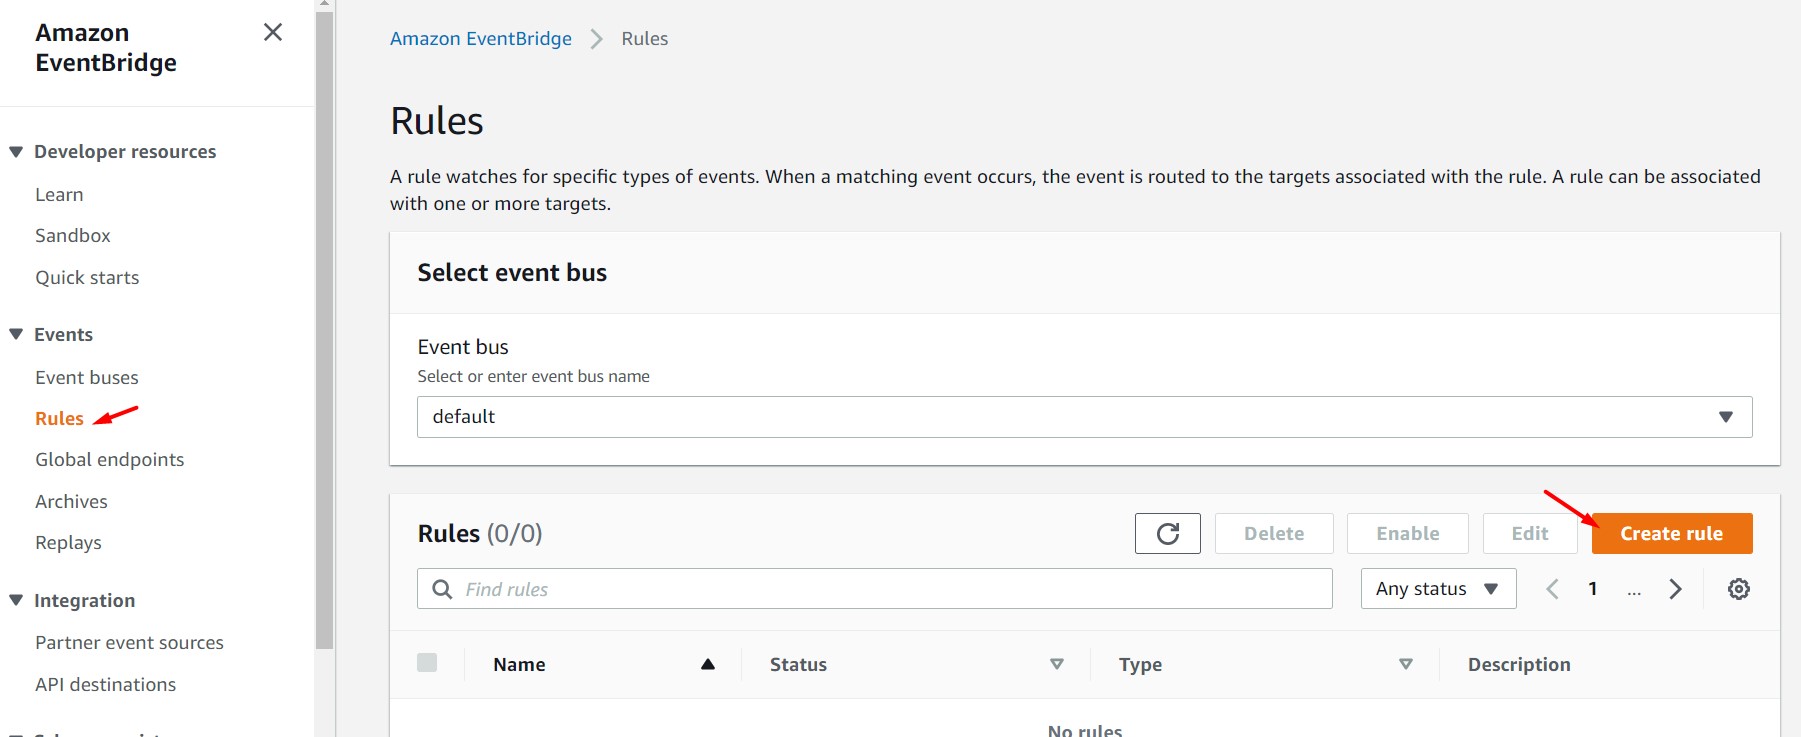 Amazon
EventBridge
Developer resources
Learn
Sandbox
Quick starts
Events
Event buses
Rules
Global endpoints
Archives
Replays
Integration
Partner event sources
API destinations
Amazon EventBridge > Rules
Rules
A rule watches for specific types of events. When a matching event occurs, the event is routed to the targets associated with the rule. A rule can be associated
with one or more targets.
Select event bus
Event bus
Select or enter event bus name
default
Rules (0/0)
Delete
Enable
Edit
Create rule
Find rules
Any status
1
...
Name
Status
Type
Description
No rules